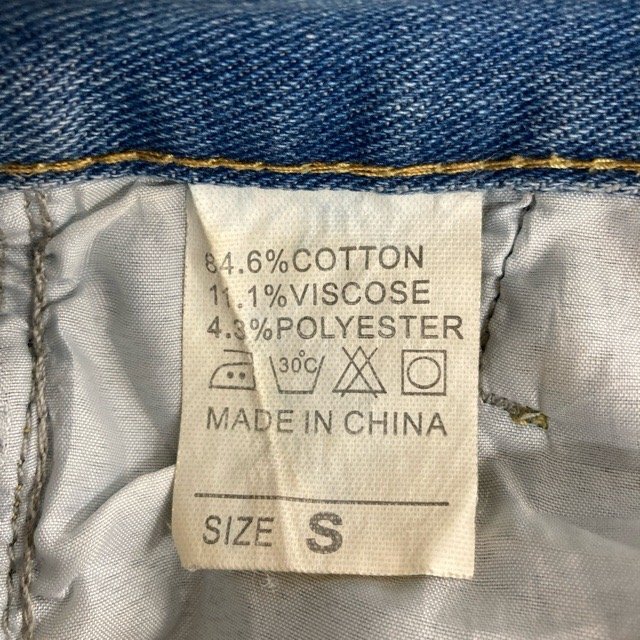 84.6%COTTON
11.1%VISCOSE
4.3%POLYESTER
30°C
MADE IN CHINA
SIZE S